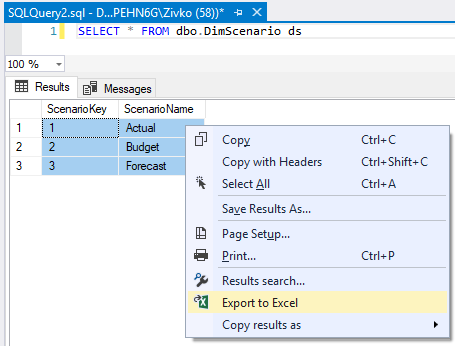 SQLQuery2.sql - D...PEHN6G\Zivko (58))*
1 SELECT * FROM dbo.DimScenario ds
100 %
Results Messages
ScenarioKey ScenarioName
1 1 Actual
2 2 Budget
3 3 Forecast
Copy Ctrl+C
Copy with Headers Ctrl+Shift+C
Select All Ctrl+A
Save Results As...
Page Setup...
Print... Ctrl+P
Results search...
Export to Excel
Copy results as